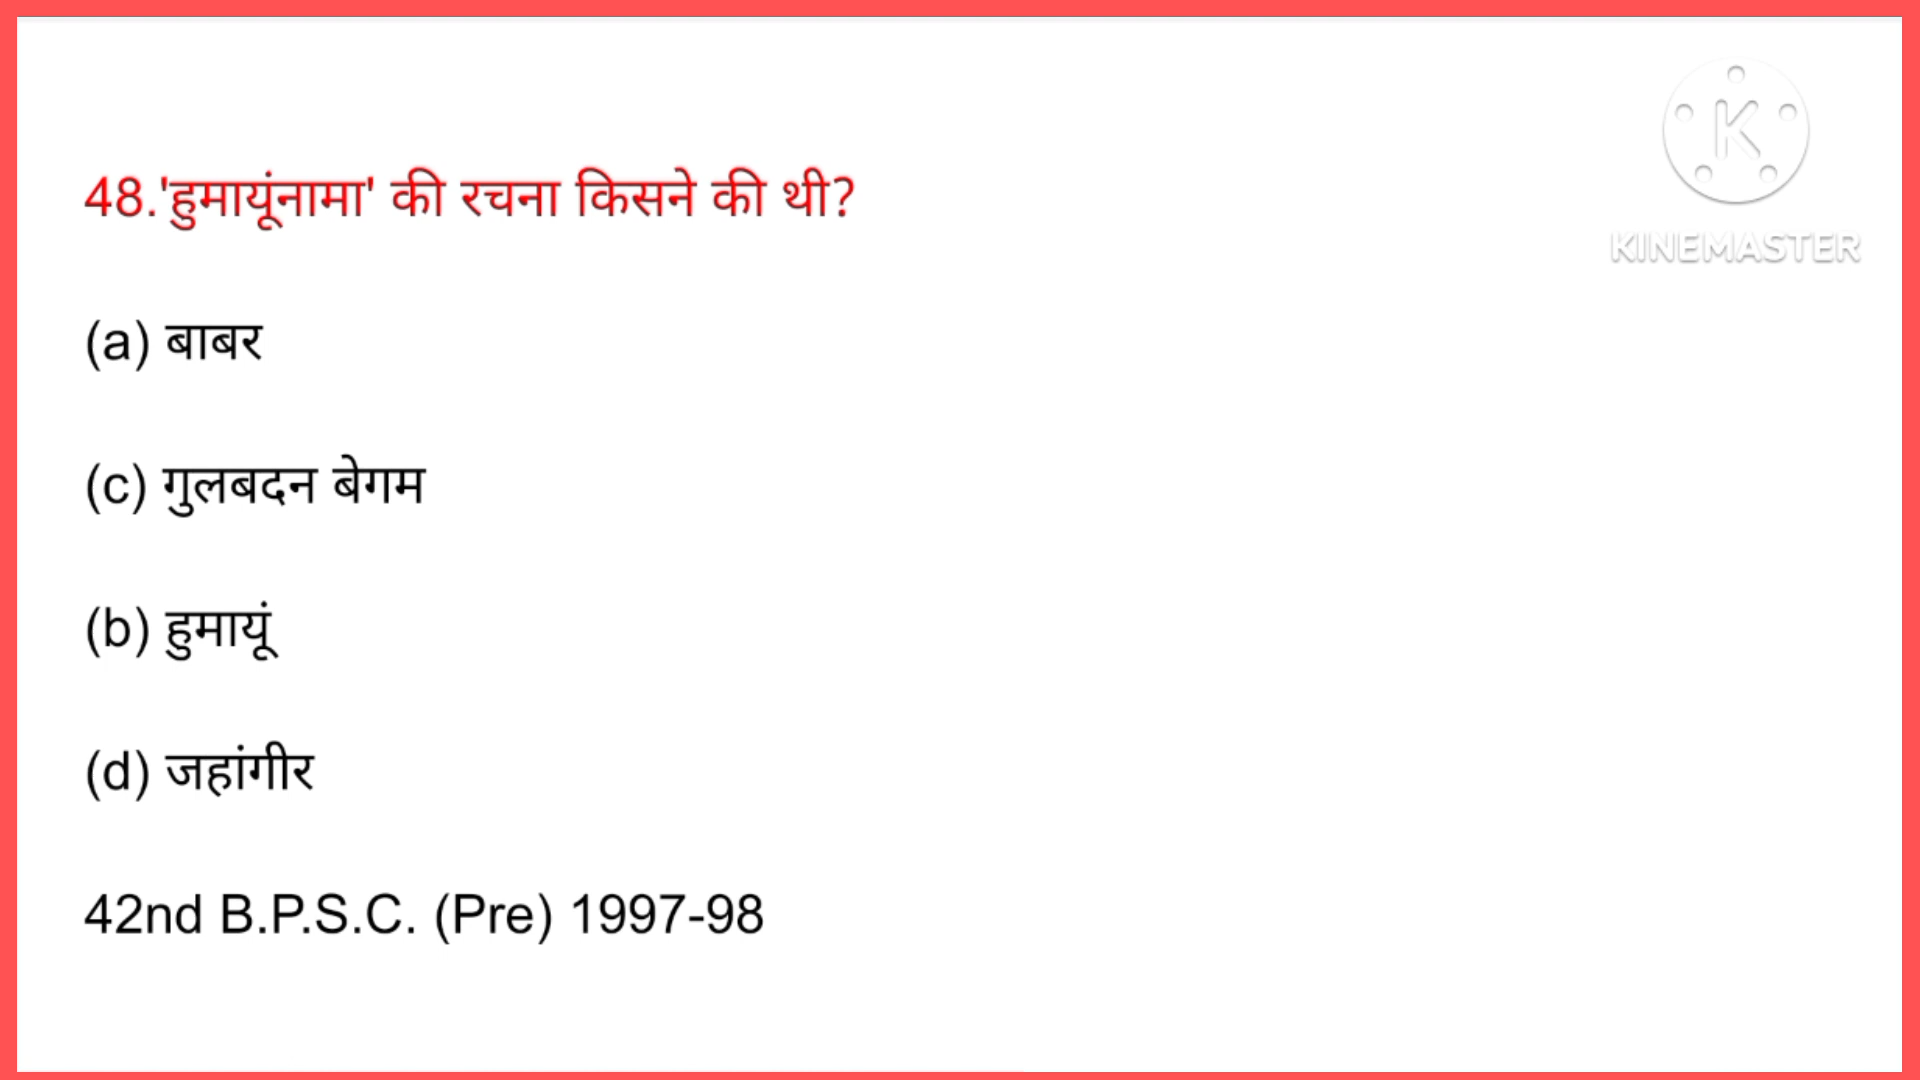 48.'हुमायूंनामा' की रचना किसने की थी?
(a) बाबर
(c) गुलबदन बेगम
(b) हुमायूं
(d) जहांगीर
42nd B.P.S.C. (Pre) 1997-98
K
KINEMASTER